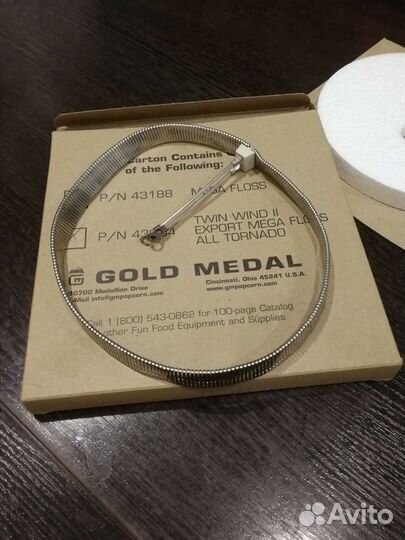 Carton Contains
of the Following:
P/N 43188 MEGA FLOSS
TWIN WIND II
P/N EXPORT MEGA FLOSS
ALL TORNADO
GOLD MEDAL
10700 Medallion Drive Cincinnati, Ohio 45241 U.S.A.
E-Mail info@gmpopcorn.com www.gmpopcorn.com
Call 1 (800) 543-0862 for 100-page Catalog
other Fun Food Equipment and Supplies
Avito